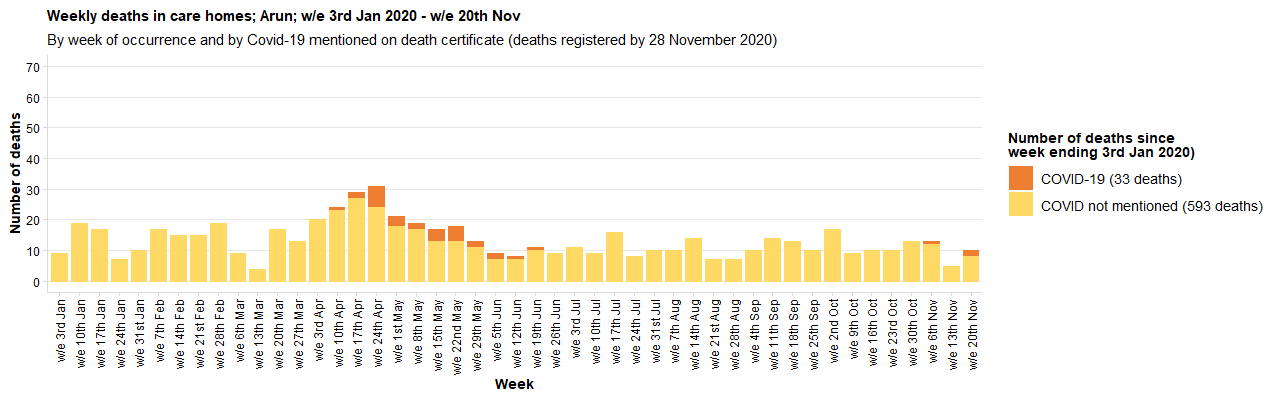 Weekly deaths in care homes; Arun; w/e 3rd Jan 2020 - w/e 20th Nov
By week of occurrence and by Covid-19 mentioned on death certificate (deaths registered by 28 November 2020)
Number of deaths
70
60
50
40
30
20
10
0
w/e 3rd Jan
w/e 10th Jan
w/e 17th Jan
w/e 24th Jan
w/e 31st Jan
w/e 7th Feb
w/e 14th Feb
w/e 21st Feb
w/e 28th Feb
w/e 6th Mar
w/e 13th Mar
w/e 20th Mar
w/e 27th Mar
w/e 3rd Apr
w/e 10th Apr
w/e 17th Apr
w/e 24th Apr
w/e 1st May
w/e 8th May
w/e 15th May
w/e 22nd May
w/e 29th May
w/e 5th Jun
w/e 12th Jun
w/e 19th Jun
w/e 26th Jun
w/e 3rd Jul
w/e 10th Jul
w/e 17th Jul
w/e 24th Jul
w/e 31st Jul
w/e 7th Aug
w/e 14th Aug
w/e 21st Aug
w/e 28th Aug
w/e 4th Sep
w/e 11th Sep
w/e 18th Sep
w/e 25th Sep
w/e 2nd Oct
w/e 9th Oct
w/e 16th Oct
w/e 23rd Oct
w/e 30th Oct
w/e 6th Nov
w/e 13th Nov
w/e 20th Nov
Week
Number of deaths since
week ending 3rd Jan 2020)
COVID-19 (33 deaths)
COVID not mentioned (593 deaths)